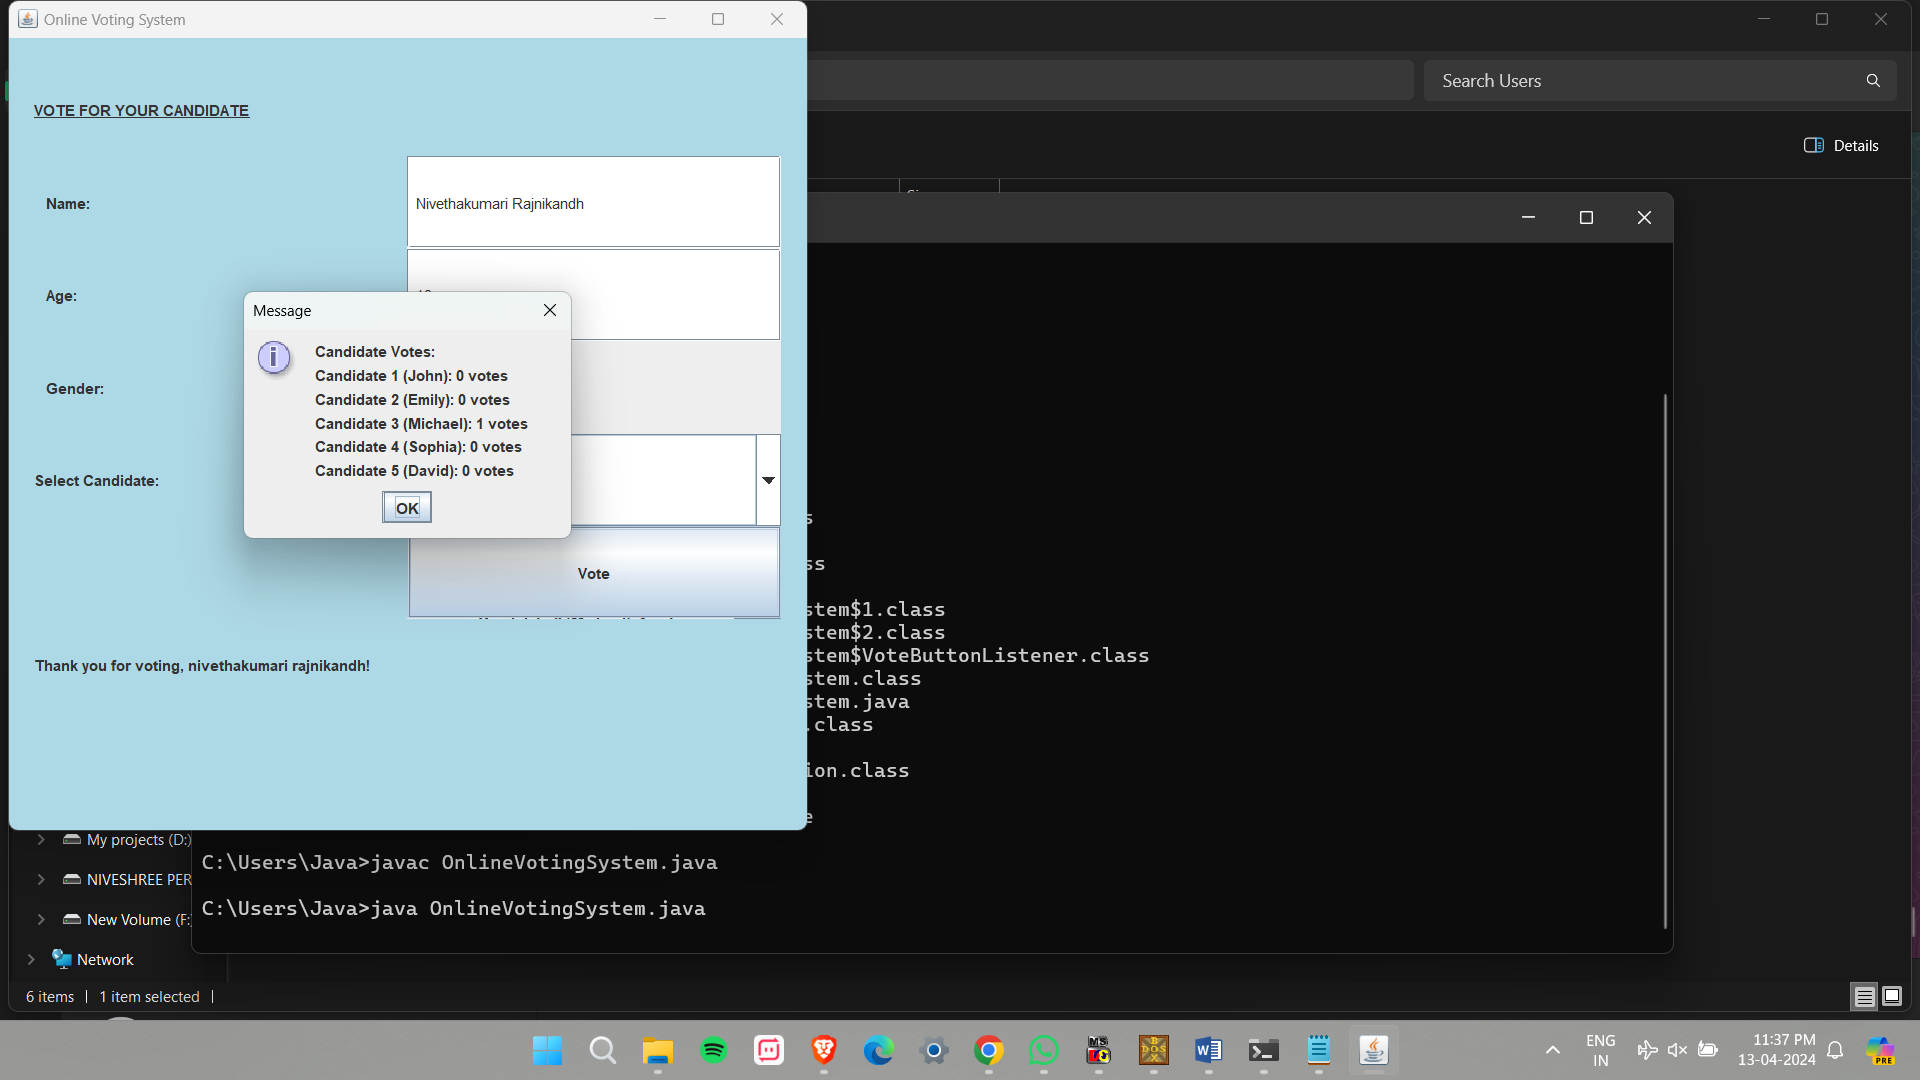 Online Voting System
VOTE FOR YOUR CANDIDATE
Name:
Nivethakumari Rajnikandh
Age:
Gender:
Select Candidate:
Vote
Thank you for voting, nivethakumari rajnikandh!
Message
Candidate Votes:
Candidate 1 (John): 0 votes
Candidate 2 (Emily): 0 votes
Candidate 3 (Michael): 1 votes
Candidate 4 (Sophia): 0 votes
Candidate 5 (David): 0 votes
OK
Search Users
Details
stem$1.class
stem$2.class
stem$VoteButtonListener.class
stem.class
stem.java
.class
ion.class
C:\Users\Java>javac OnlineVotingSystem.java
C:\Users\Java>java OnlineVotingSystem.java
My projects (D:)
NIVESHREE PER
New Volume (F:
Network
6 items | 1 item selected |
ENG
IN
11:37 PM
13-04-2024
PRE